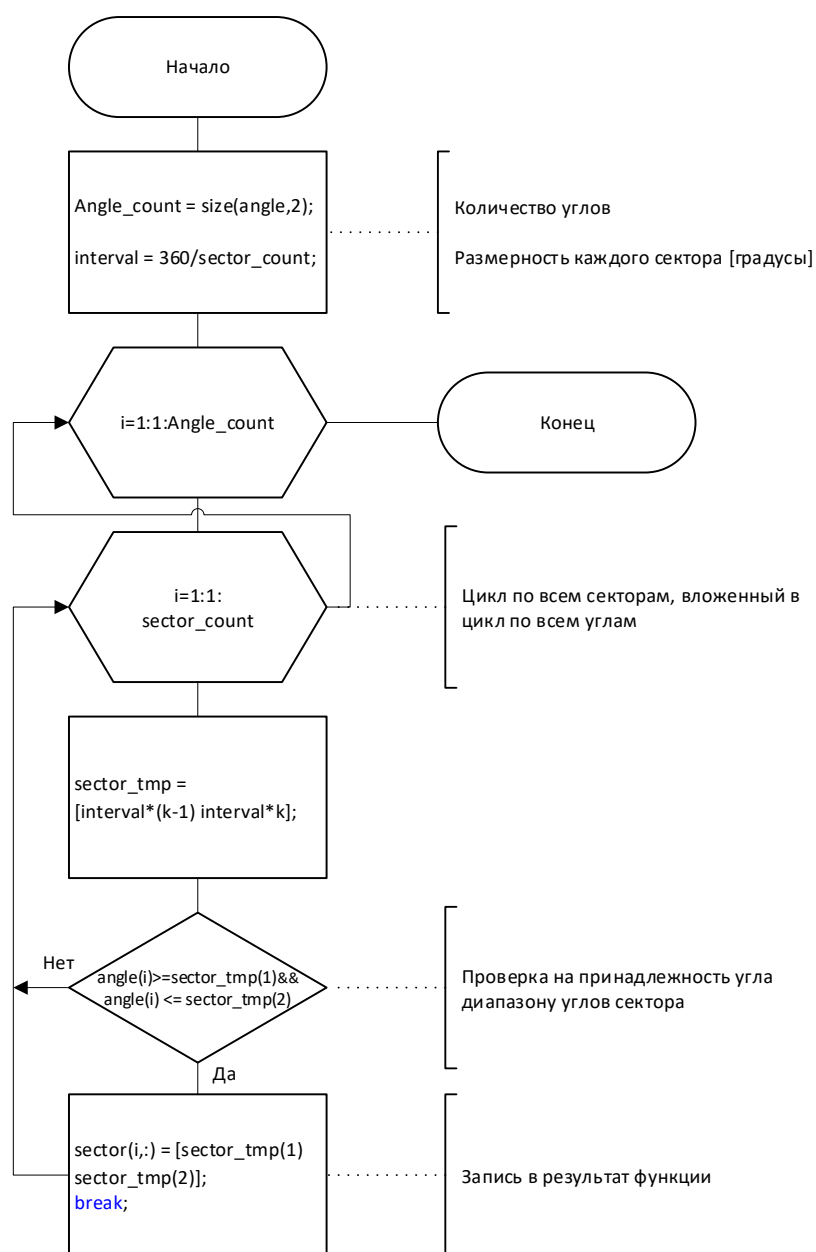 Начало
Angle_count = size(angle,2);
interval = 360/sector_count;
Количество углов
Размерность каждого сектора [градусы]
i=1:1:Angle_count
Конец
i=1:1:
sector_count
Цикл по всем секторам, вложенный в
цикл по всем углам
sector_tmp =
[interval*(k-1) interval*k];
Нет
angle(i)>=sector_tmp(1)&&
angle(i) <= sector_tmp(2)
Проверка на принадлежность угла
диапазону углов сектора
Да
sector(i,:) = [sector_tmp(1)
sector_tmp(2)];
break;
Запись в результат функции